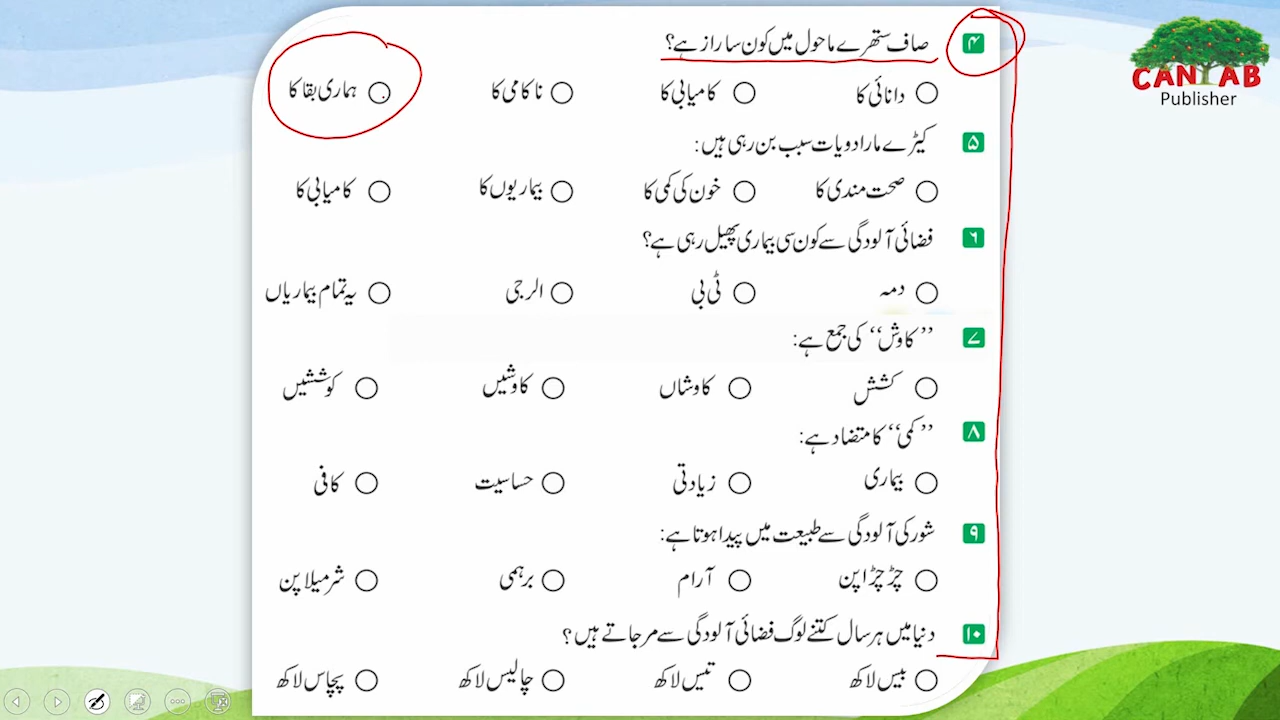 ۴ صاف ستھرے ماحول میں کون سا راز ہے؟
دانائی کا کامیابی کا ناکامی کا ہماری بقا کا
۵ کیڑے مار ادویات سبب بن رہی ہیں:
صحت مندی کا خون کی کمی کا بیماریوں کا کامیابی کا
۶ فضائی آلودگی سے کون سی بیماری پھیل رہی ہے؟
دمہ ٹی بی الرجی یہ تمام بیماریاں
۷ ’’کاوش‘‘ کی جمع ہے:
کشش کاوشاں کاوشیں کوششیں
۸ ’’کمی‘‘ کا متضاد ہے:
بیماری زیادتی حساسیت کافی
۹ شور کی آلودگی سے طبیعت میں پیدا ہوتا ہے:
چڑچڑاپن آرام برہمی شرمیلا پن
۱۰ دنیا میں ہر سال کتنے لوگ فضائی آلودگی سے مر جاتے ہیں؟
بیس لاکھ تیس لاکھ چالیس لاکھ پچاس لاکھ
CANTAB
Publisher